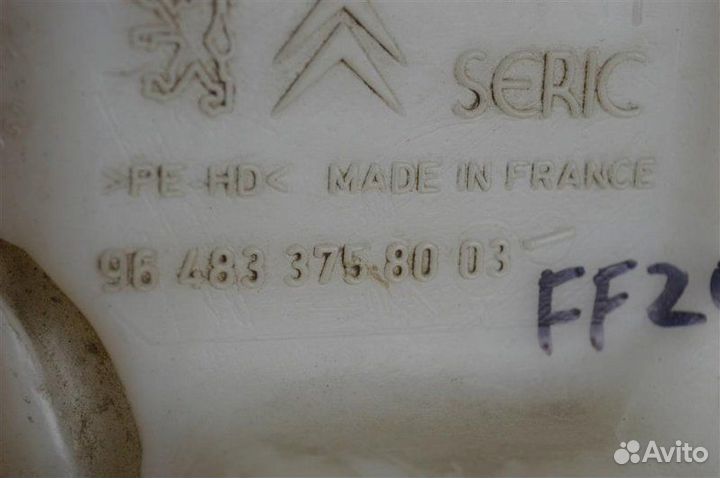 SERIC
>PE-HD< MADE IN FRANCE
96 483 375 80 03
FF2
Avito